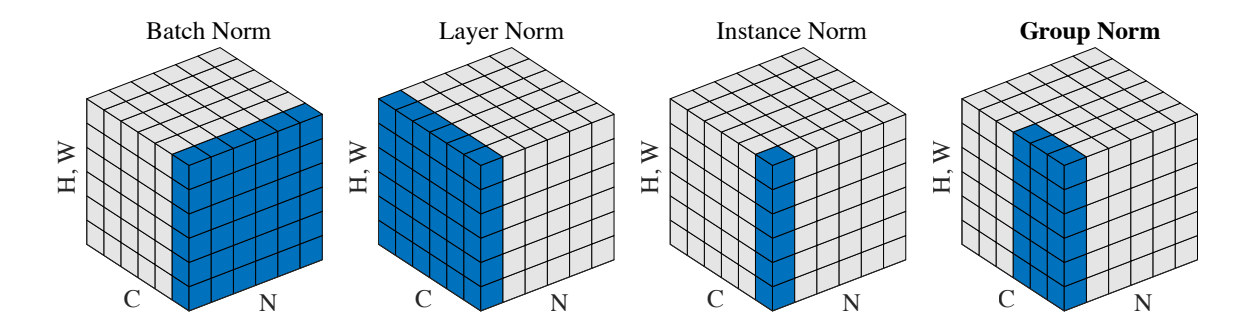 Batch Norm
H, W
C
N
Layer Norm
H, W
C
N
Instance Norm
H, W
C
N
Group Norm
H, W
C
N